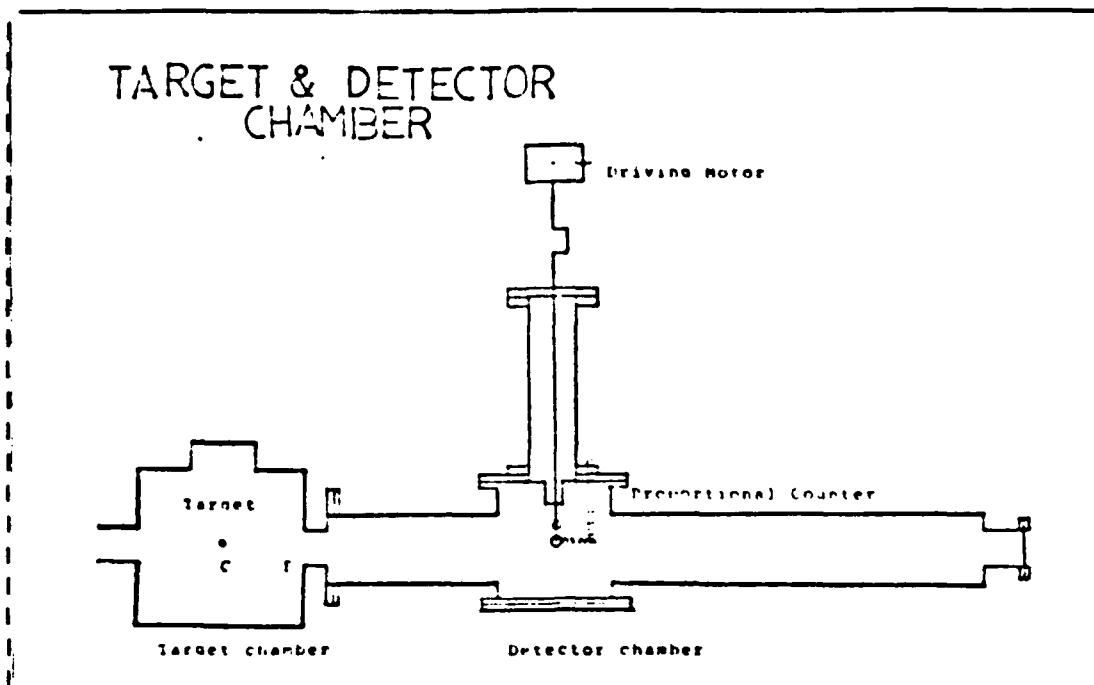 TARGET & DETECTOR
CHAMBER
Driving Motor
Target
Proportional Counter
C
Target chamber
Detector chamber